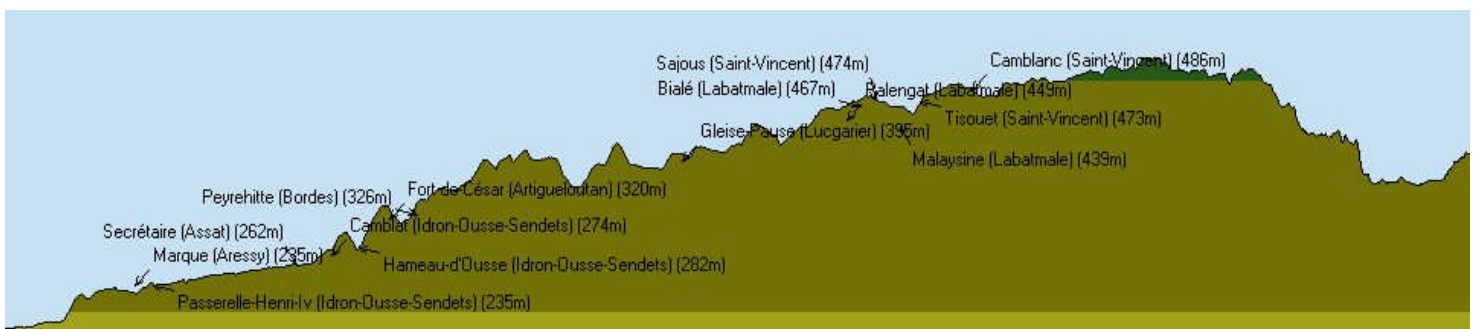 Sajous (Saint-Vincent) (474m)
Camblanc (Saint-Vincent) (486m)
Bialé (Labatmale) (467m)
Balengat (Labatmale) (449m)
Tisouet (Saint-Vincent) (473m)
Gleise-Pause (Lucgarier) (395m)
Malaysine (Labatmale) (439m)
Peyrehitte (Bordes) (326m)
Fort-de-César (Artigueloutan) (320m)
Camblat (Idron-Ousse-Sendets) (274m)
Secrétaire (Assat) (262m)
Marque (Aressy) (235m)
Hameau-d'Ousse (Idron-Ousse-Sendets) (282m)
Passerelle-Henri-Iv (Idron-Ousse-Sendets) (235m)